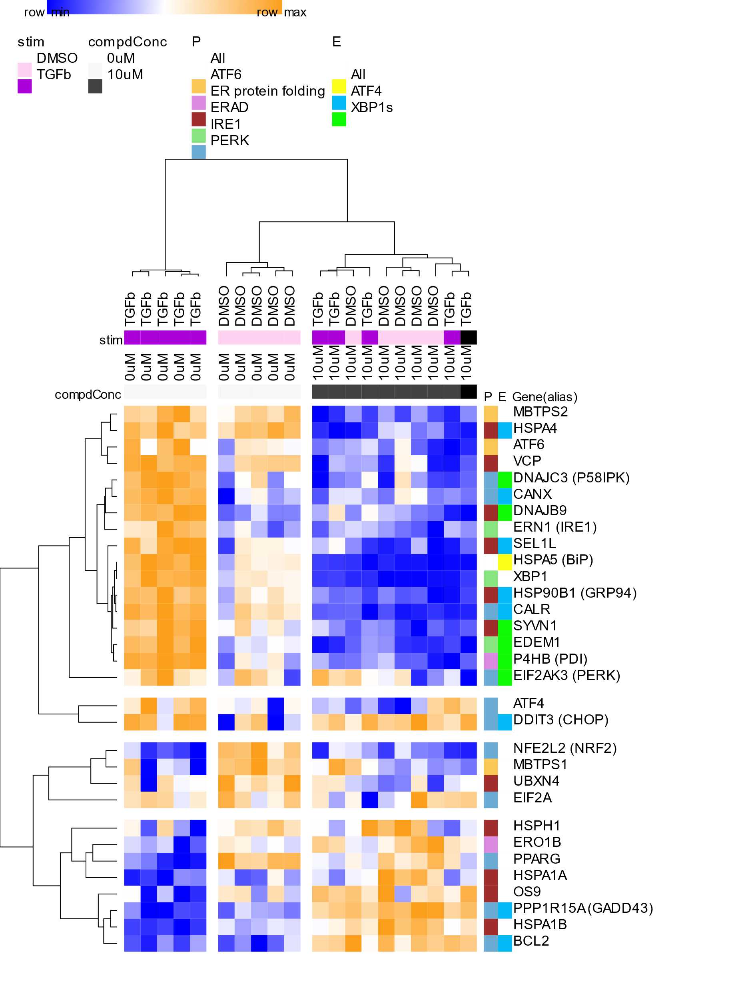 row min row max
stim compdConc P E
DMSO 0uM All
TGFb 10uM ATF6 All
ER protein folding ATF4
ERAD XBP1s
IRE1
PERK
TGFb TGFb TGFb TGFb TGFb DMSO DMSO DMSO DMSO DMSO TGFb TGFb DMSO TGFb DMSO DMSO DMSO DMSO TGFb TGFb
stim
0uM 0uM 0uM 0uM 0uM 0uM 0uM 0uM 0uM 0uM 10uM 10uM 10uM 10uM 10uM 10uM 10uM 10uM 10uM 10uM
compdConc P E Gene(alias)
MBTPS2
HSPA4
ATF6
VCP
DNAJC3 (P58IPK)
CANX
DNAJB9
ERN1 (IRE1)
SEL1L
HSPA5 (BiP)
XBP1
HSP90B1 (GRP94)
CALR
SYVN1
EDEM1
P4HB (PDI)
EIF2AK3 (PERK)
ATF4
DDIT3 (CHOP)
NFE2L2 (NRF2)
MBTPS1
UBXN4
EIF2A
HSPH1
ERO1B
PPARG
HSPA1A
OS9
PPP1R15A (GADD43)
HSPA1B
BCL2